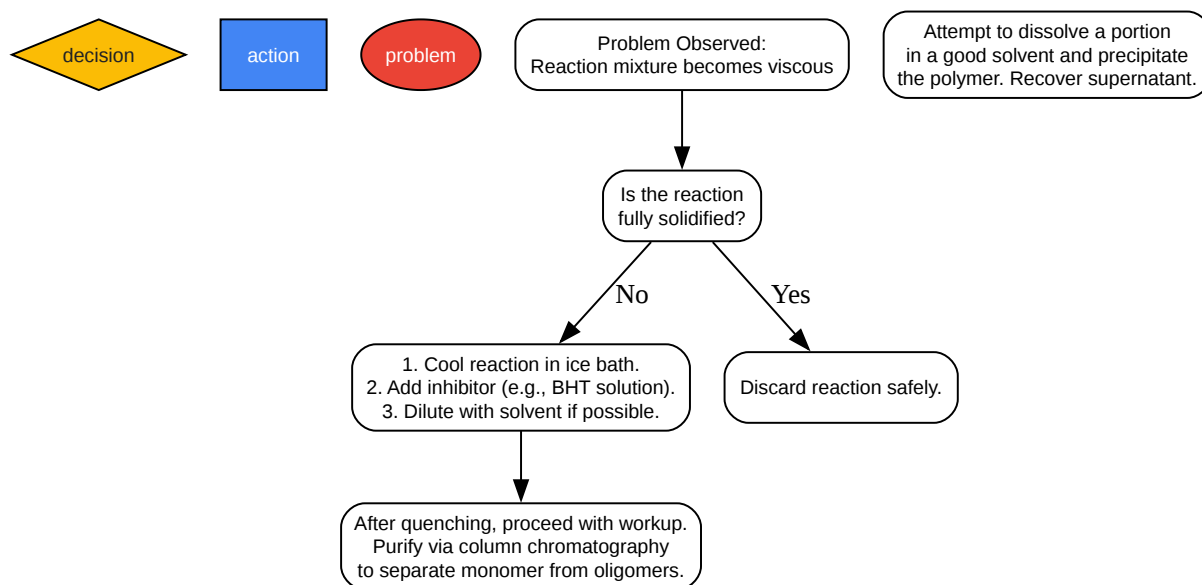 decision
action
problem
Problem Observed:
Reaction mixture becomes viscous
Attempt to dissolve a portion
in a good solvent and precipitate
the polymer. Recover supernatant.
Is the reaction
fully solidified?
No
Yes
1. Cool reaction in ice bath.
2. Add inhibitor (e.g., BHT solution).
3. Dilute with solvent if possible.
Discard reaction safely.
After quenching, proceed with workup.
Purify via column chromatography
to separate monomer from oligomers.